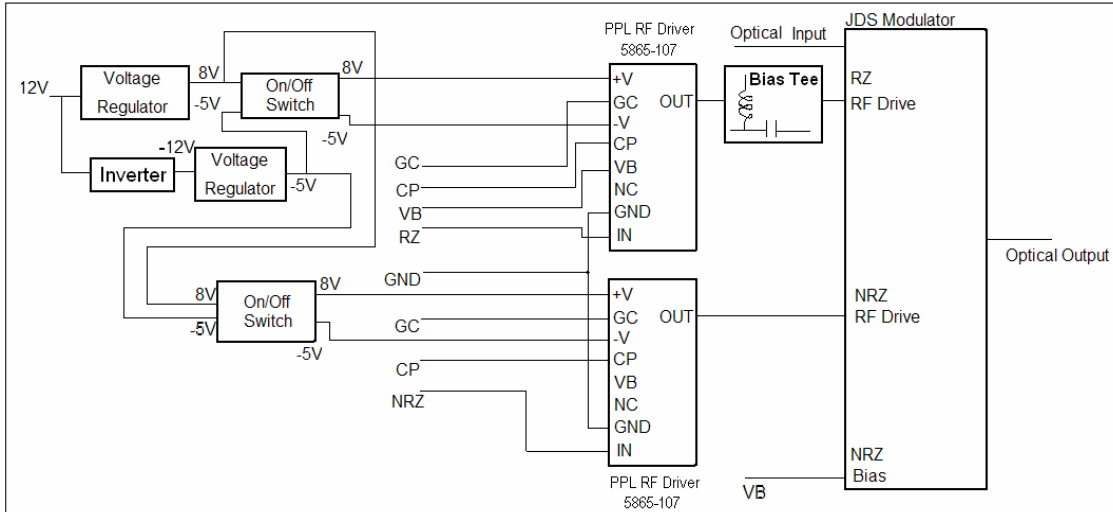 JDS Modulator
PPL RF Driver
5865-107
Optical Input
12V
Voltage
Regulator
8V
-5V
On/Off
Switch
8V
-5V
Inverter
-12V
Voltage
Regulator
-5V
+V
GC
-V
CP
VB
NC
GND
IN
OUT
Bias Tee
RZ
RF Drive
GC
CP
VB
RZ
GND
Optical Output
8V
-5V
On/Off
Switch
8V
-5V
GC
CP
NRZ
+V
GC
-V
CP
VB
NC
GND
IN
OUT
NRZ
RF Drive
NRZ
Bias
VB
PPL RF Driver
5865-107